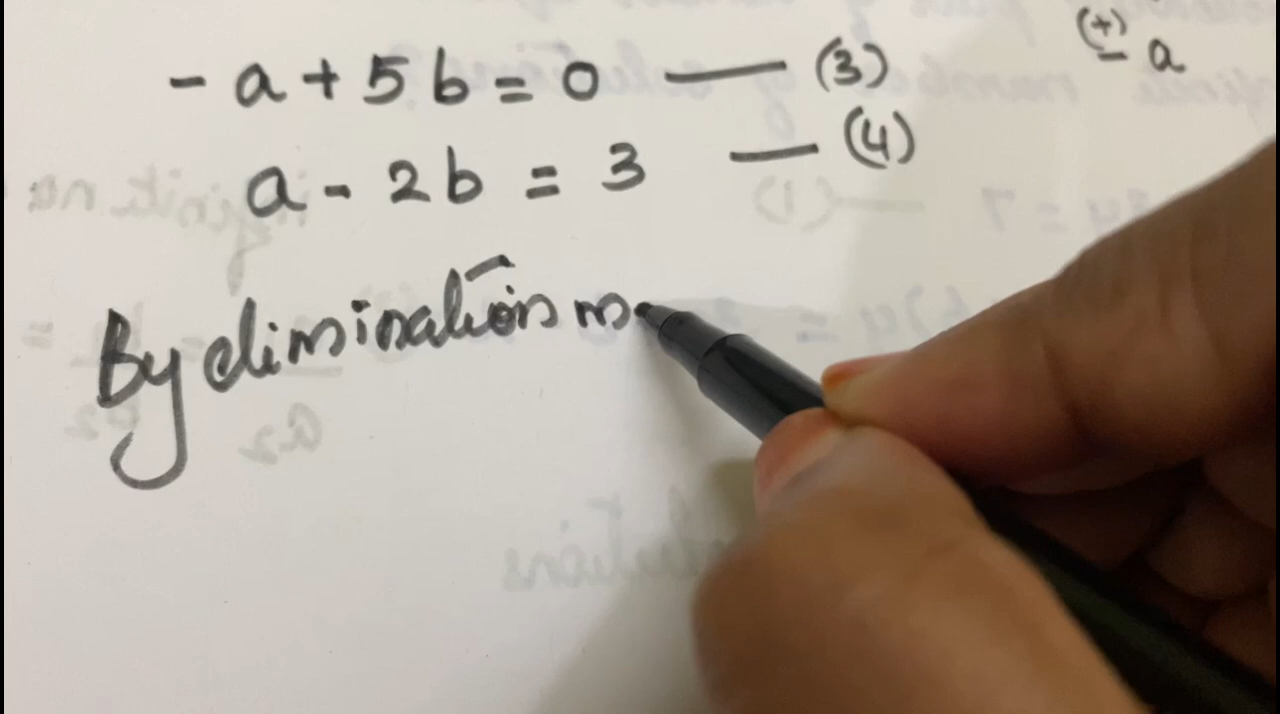 - a + 5b = 0 — (3)
a - 2b = 3 — (4)
By elimination m
(+)
- a